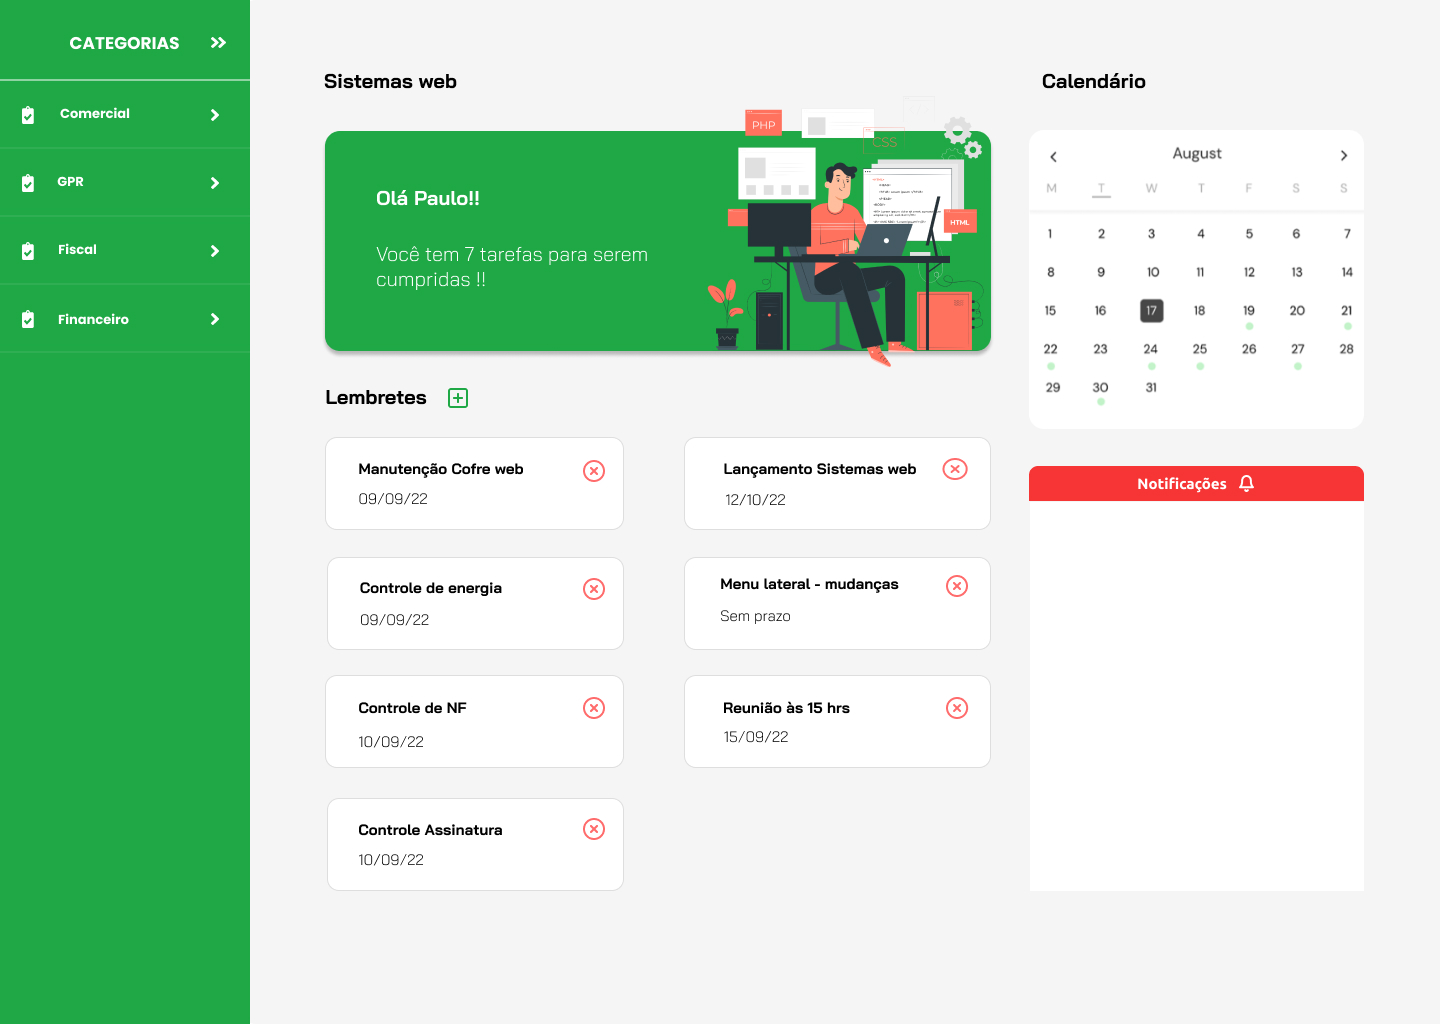 CATEGORIAS
Comercial
GPR
Fiscal
Financeiro
Sistemas web
Olá Paulo!!
Você tem 7 tarefas para serem
cumpridas !!
PHP
CSS
HTML
Lembretes
Manutenção Cofre web
09/09/22
Lançamento Sistemas web
12/10/22
Controle de energia
09/09/22
Menu lateral - mudanças
Sem prazo
Controle de NF
10/09/22
Reunião às 15 hrs
15/09/22
Controle Assinatura
10/09/22
Calendário
August
M T W T F S S
1 2 3 4 5 6 7
8 9 10 11 12 13 14
15 16 17 18 19 20 21
22 23 24 25 26 27 28
29 30 31
Notificações